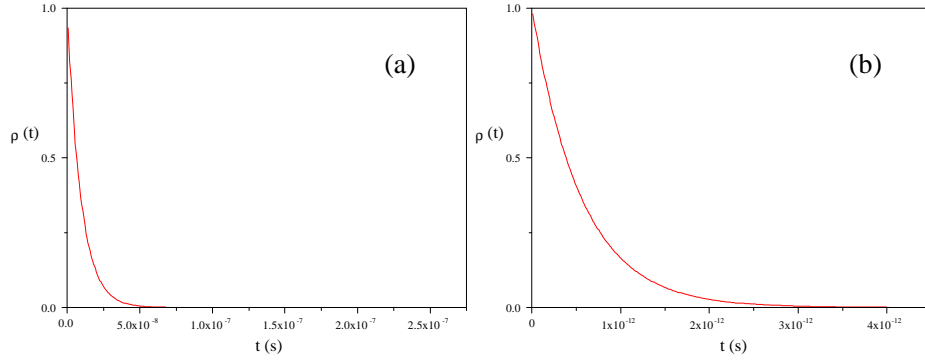 1.0
(a)
ρ (t)
0.5
0.0
0.0 5.0x10⁻⁸ 1.0x10⁻⁷ 1.5x10⁻⁷ 2.0x10⁻⁷ 2.5x10⁻⁷
t (s)
1.0
(b)
ρ (t)
0.5
0.0
0 1x10⁻¹² 2x10⁻¹² 3x10⁻¹² 4x10⁻¹²
t (s)